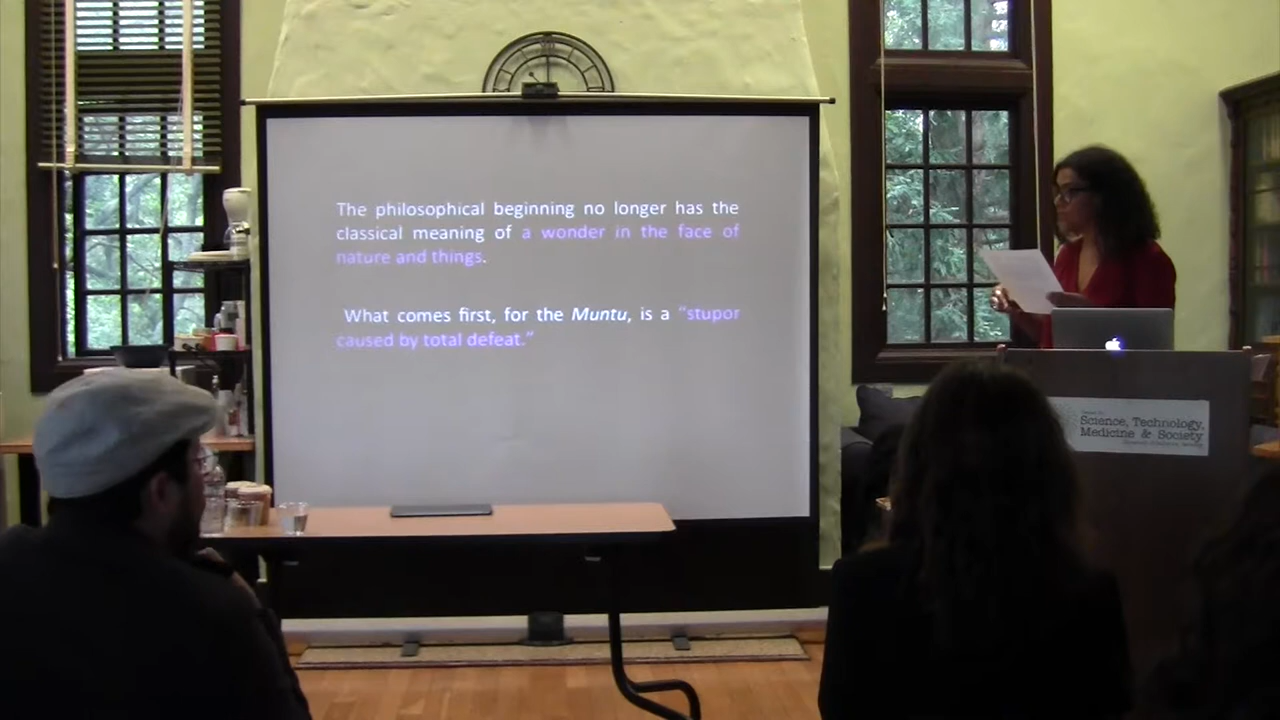 The philosophical beginning no longer has the
classical meaning of a wonder in the face of
nature and things.
What comes first, for the Muntu, is a “stupor
caused by total defeat.”
Science, Technology,
Medicine & Society